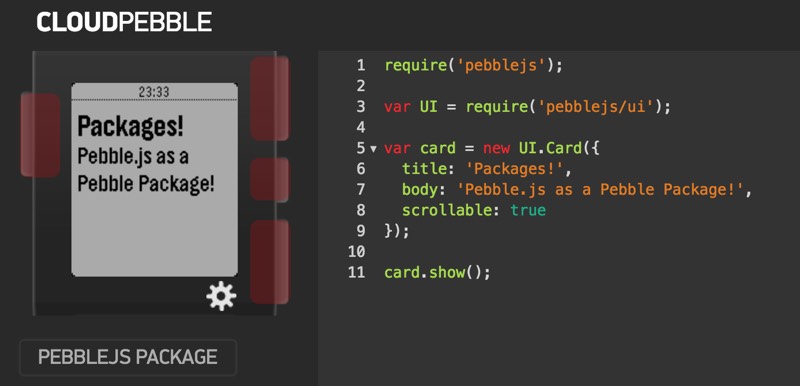 CLOUDPEBBLE
23:33
Packages!
Pebble.js as a
Pebble Package!
PEBBLEJS PACKAGE
1 require('pebblejs');
2
3 var UI = require('pebblejs/ui');
4
5 var card = new UI.Card({
6   title: 'Packages!',
7   body: 'Pebble.js as a Pebble Package!',
8   scrollable: true
9 });
10
11 card.show();